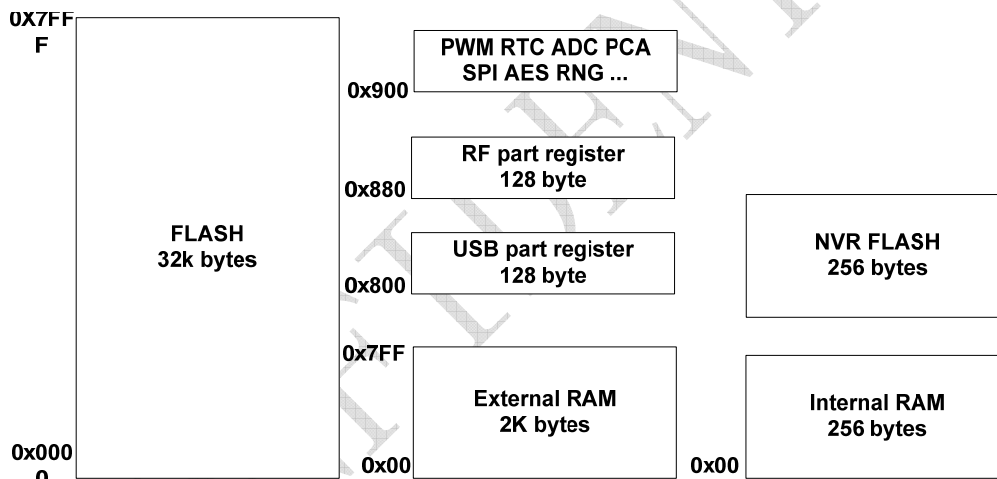 0X7FF
F
PWM RTC ADC PCA
SPI AES RNG ...
0x900
RF part register
128 byte
0x880
FLASH
32k bytes
USB part register
128 byte
0x800
NVR FLASH
256 bytes
0x7FF
External RAM
2K bytes
Internal RAM
256 bytes
0x000
0
0x00
0x00